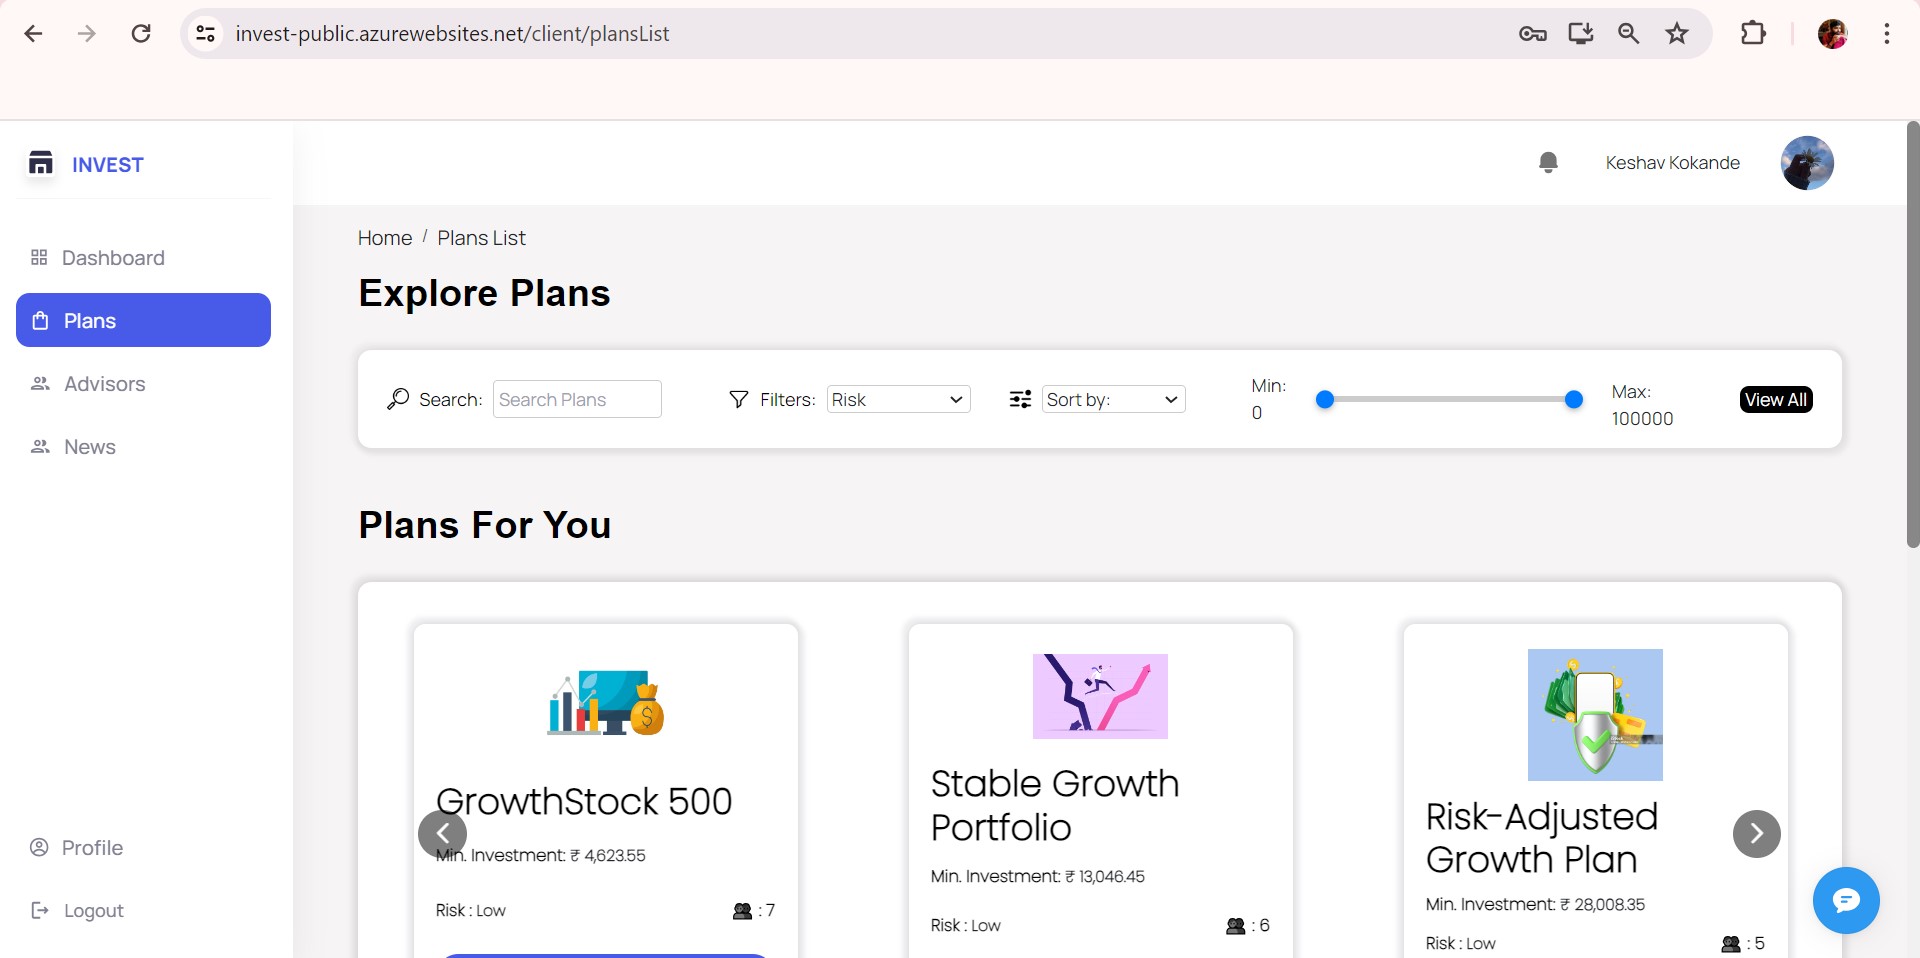 invest-public.azurewebsites.net/client/plansList
INVEST
Keshav Kokande
Dashboard
Plans
Advisors
News
Profile
Logout
Home / Plans List
Explore Plans
Search: Search Plans
Filters: Risk
Sort by:
Min:
0
Max:
100000
View All
Plans For You
GrowthStock 500
Min. Investment: ₹ 4,623.55
Risk : Low : 7
Stable Growth
Portfolio
Min. Investment: ₹ 13,046.45
Risk : Low : 6
Risk-Adjusted
Growth Plan
Min. Investment: ₹ 28,008.35
Risk : Low : 5